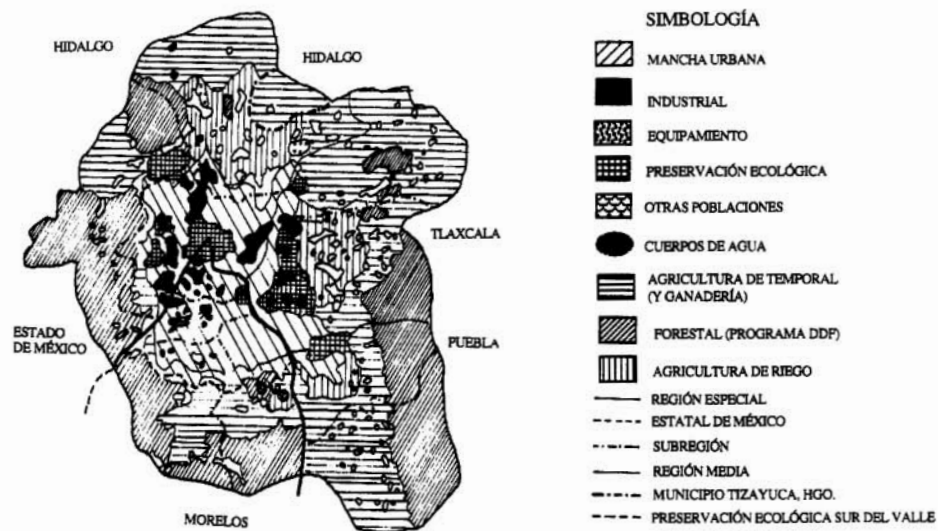 HIDALGO
HIDALGO
TLAXCALA
ESTADO
DE MÉXICO
PUEBLA
MORELOS
SIMBOLOGÍA
MANCHA URBANA
INDUSTRIAL
EQUIPAMIENTO
PRESERVACIÓN ECOLÓGICA
OTRAS POBLACIONES
CUERPOS DE AGUA
AGRICULTURA DE TEMPORAL
(Y GANADERÍA)
FORESTAL (PROGRAMA DDF)
AGRICULTURA DE RIEGO
REGIÓN ESPECIAL
ESTATAL DE MÉXICO
SUBREGIÓN
REGIÓN MEDIA
MUNICIPIO TIZAYUCA, HGO.
PRESERVACIÓN ECOLÓGICA SUR DEL VALLE